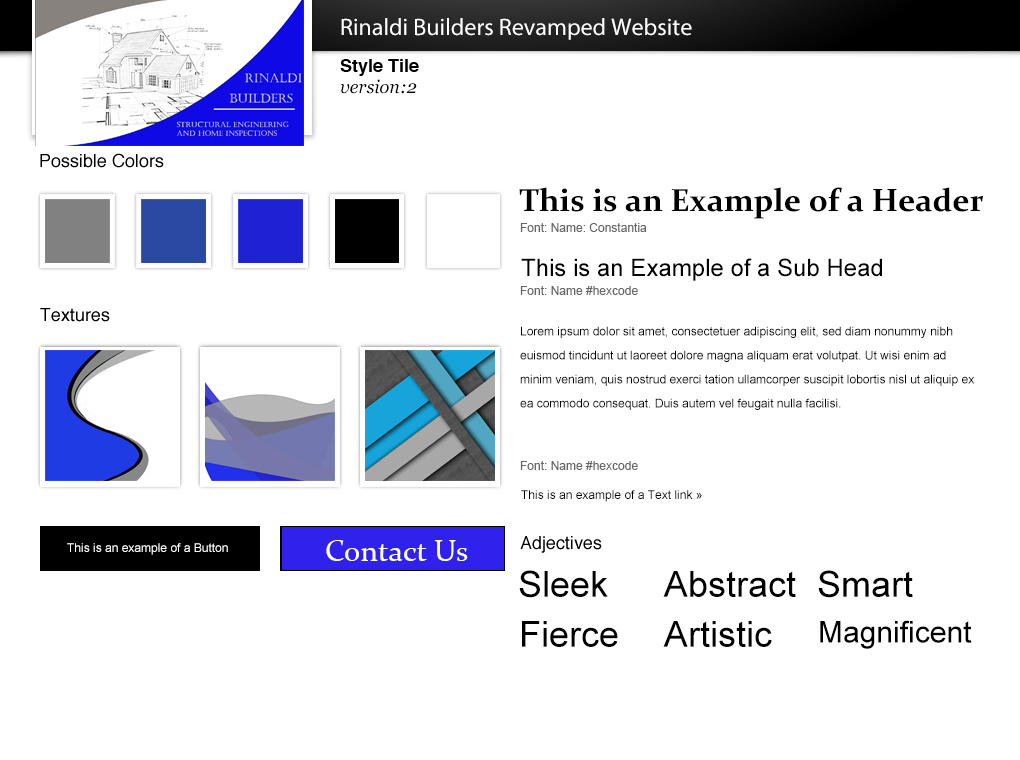 Rinaldi Builders Revamped Website
Style Tile
version:2
RINALDI
BUILDERS
STRUCTURAL ENGINEERING
AND HOME INSPECTIONS
Possible Colors
Textures
This is an example of a Button
Contact Us
This is an Example of a Header
Font: Name: Constantia
This is an Example of a Sub Head
Font: Name #hexcode
Lorem ipsum dolor sit amet, consectetuer adipiscing elit, sed diam nonummy nibh
euismod tincidunt ut laoreet dolore magna aliquam erat volutpat. Ut wisi enim ad
minim veniam, quis nostrud exerci tation ullamcorper suscipit lobortis nisl ut aliquip ex
ea commodo consequat. Duis autem vel feugait nulla facilisi.
Font: Name #hexcode
This is an example of a Text link »
Adjectives
Sleek Abstract Smart
Fierce Artistic Magnificent